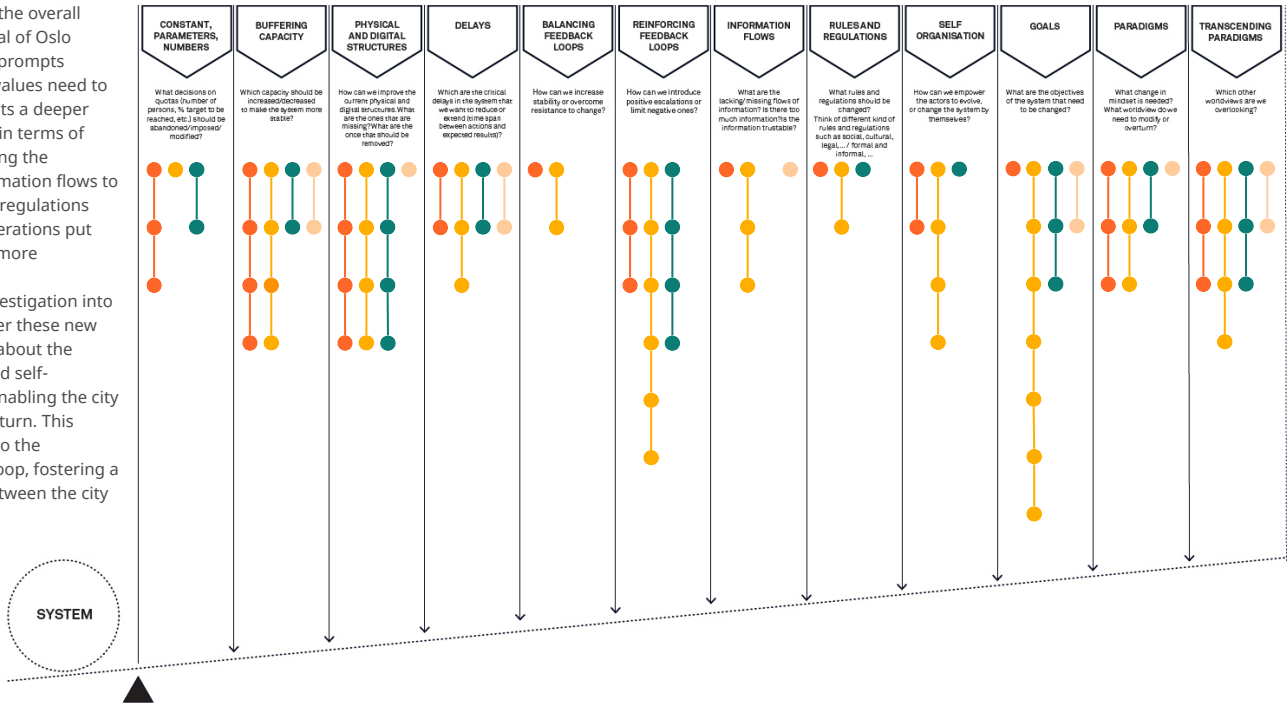 the overall
al of Oslo
prompts
values need to
ts a deeper
in terms of
ing the
mation flows to
regulations
erations put
more
estigation into
er these new
about the
d self-
nabling the city
turn. This
o the
oop, fostering a
tween the city
CONSTANT,
PARAMETERS,
NUMBERS
What decisions on
quotas (number of
persons, % target to be
reached, etc.) should be
abandoned/imposed/
modified?
BUFFERING
CAPACITY
Which capacity should be
increased/decreased
to make the system more
stable?
PHYSICAL
AND DIGITAL
STRUCTURES
How can we improve the
current physical and
digital structures. What
are the ones that are
missing? What are the
once that should be
removed?
DELAYS
Which are the critical
delays in the system that
we want to reduce or
extend (time span
between actions and
expected results)?
BALANCING
FEEDBACK
LOOPS
How can we increase
stability or overcome
resistance to change?
REINFORCING
FEEDBACK
LOOPS
How can we introduce
positive escalations or
limit negative ones?
INFORMATION
FLOWS
What are the
lacking/missing flows of
information? Is there too
much information? Is the
information trustable?
RULES AND
REGULATIONS
What rules and
regulations should be
changed?
Think of different kind of
rules and regulations
such as social, cultural,
legal, ... / formal and
informal, ...
SELF
ORGANISATION
How can we empower
the actors to evolve,
or change the system by
themselves?
GOALS
What are the objectives
of the system that need
to be changed?
PARADIGMS
What change in
mindset is needed?
What worldview do we
need to modify or
overturn?
TRANSCENDING
PARADIGMS
Which other
worldviews are we
overlooking?
SYSTEM